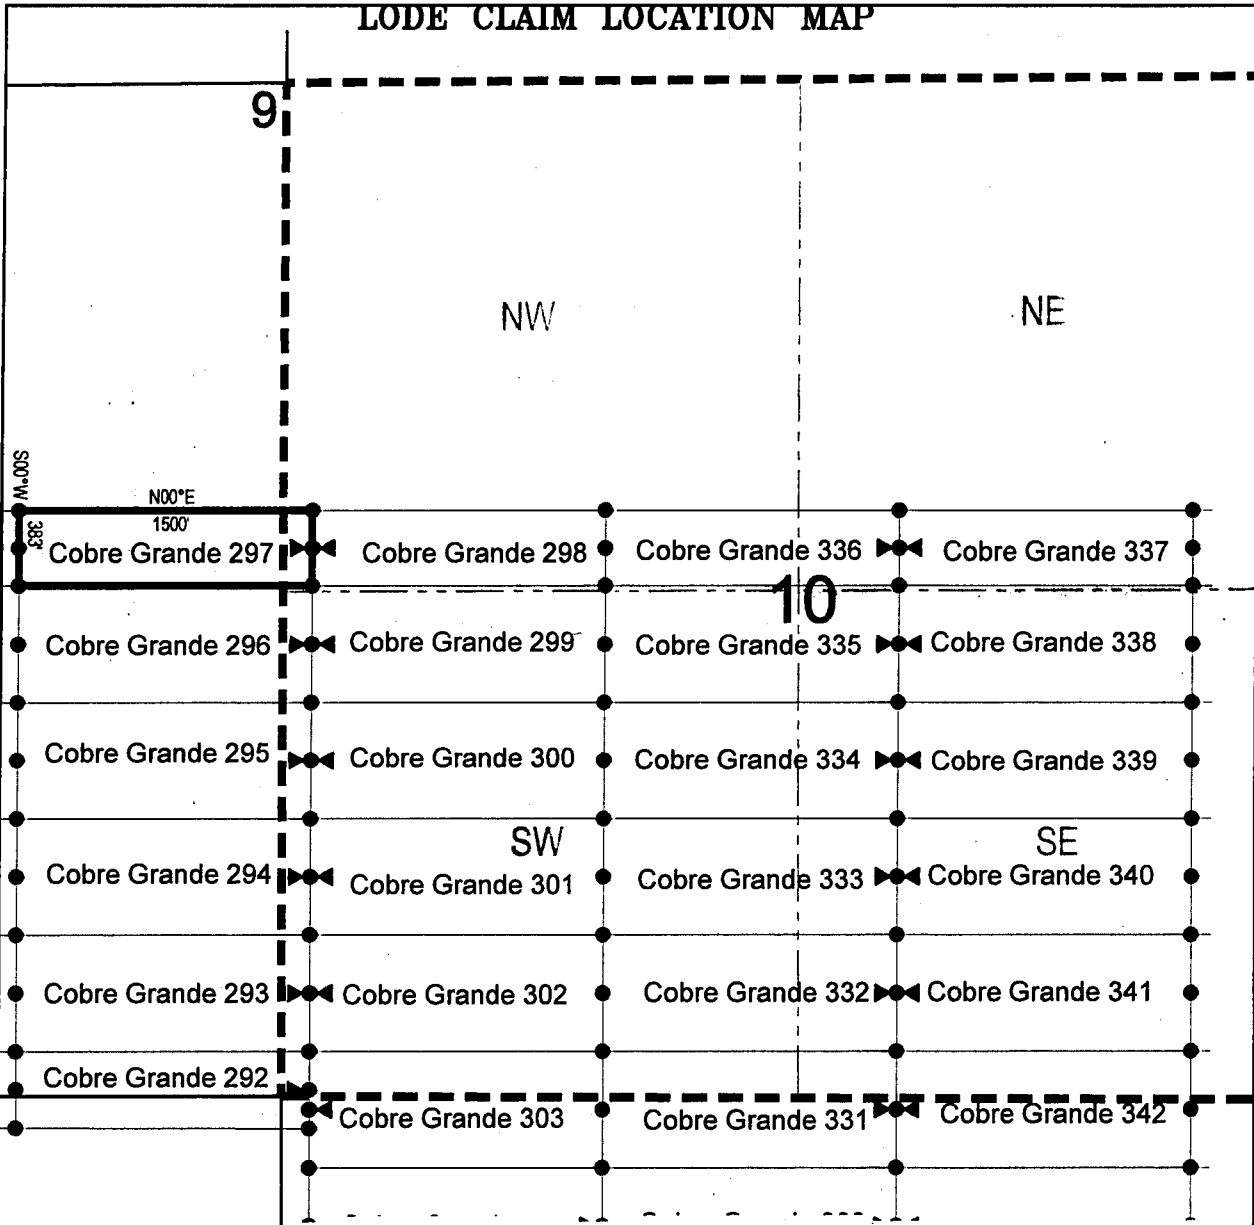 LODE CLAIM LOCATION MAP
9
NW
NE
S00°W
N00°E
1500'
383'
Cobre Grande 297
Cobre Grande 298
Cobre Grande 336
Cobre Grande 337
10
Cobre Grande 296
Cobre Grande 299
Cobre Grande 335
Cobre Grande 338
Cobre Grande 295
Cobre Grande 300
Cobre Grande 334
Cobre Grande 339
SW
SE
Cobre Grande 294
Cobre Grande 301
Cobre Grande 333
Cobre Grande 340
Cobre Grande 293
Cobre Grande 302
Cobre Grande 332
Cobre Grande 341
Cobre Grande 292
Cobre Grande 303
Cobre Grande 331
Cobre Grande 342